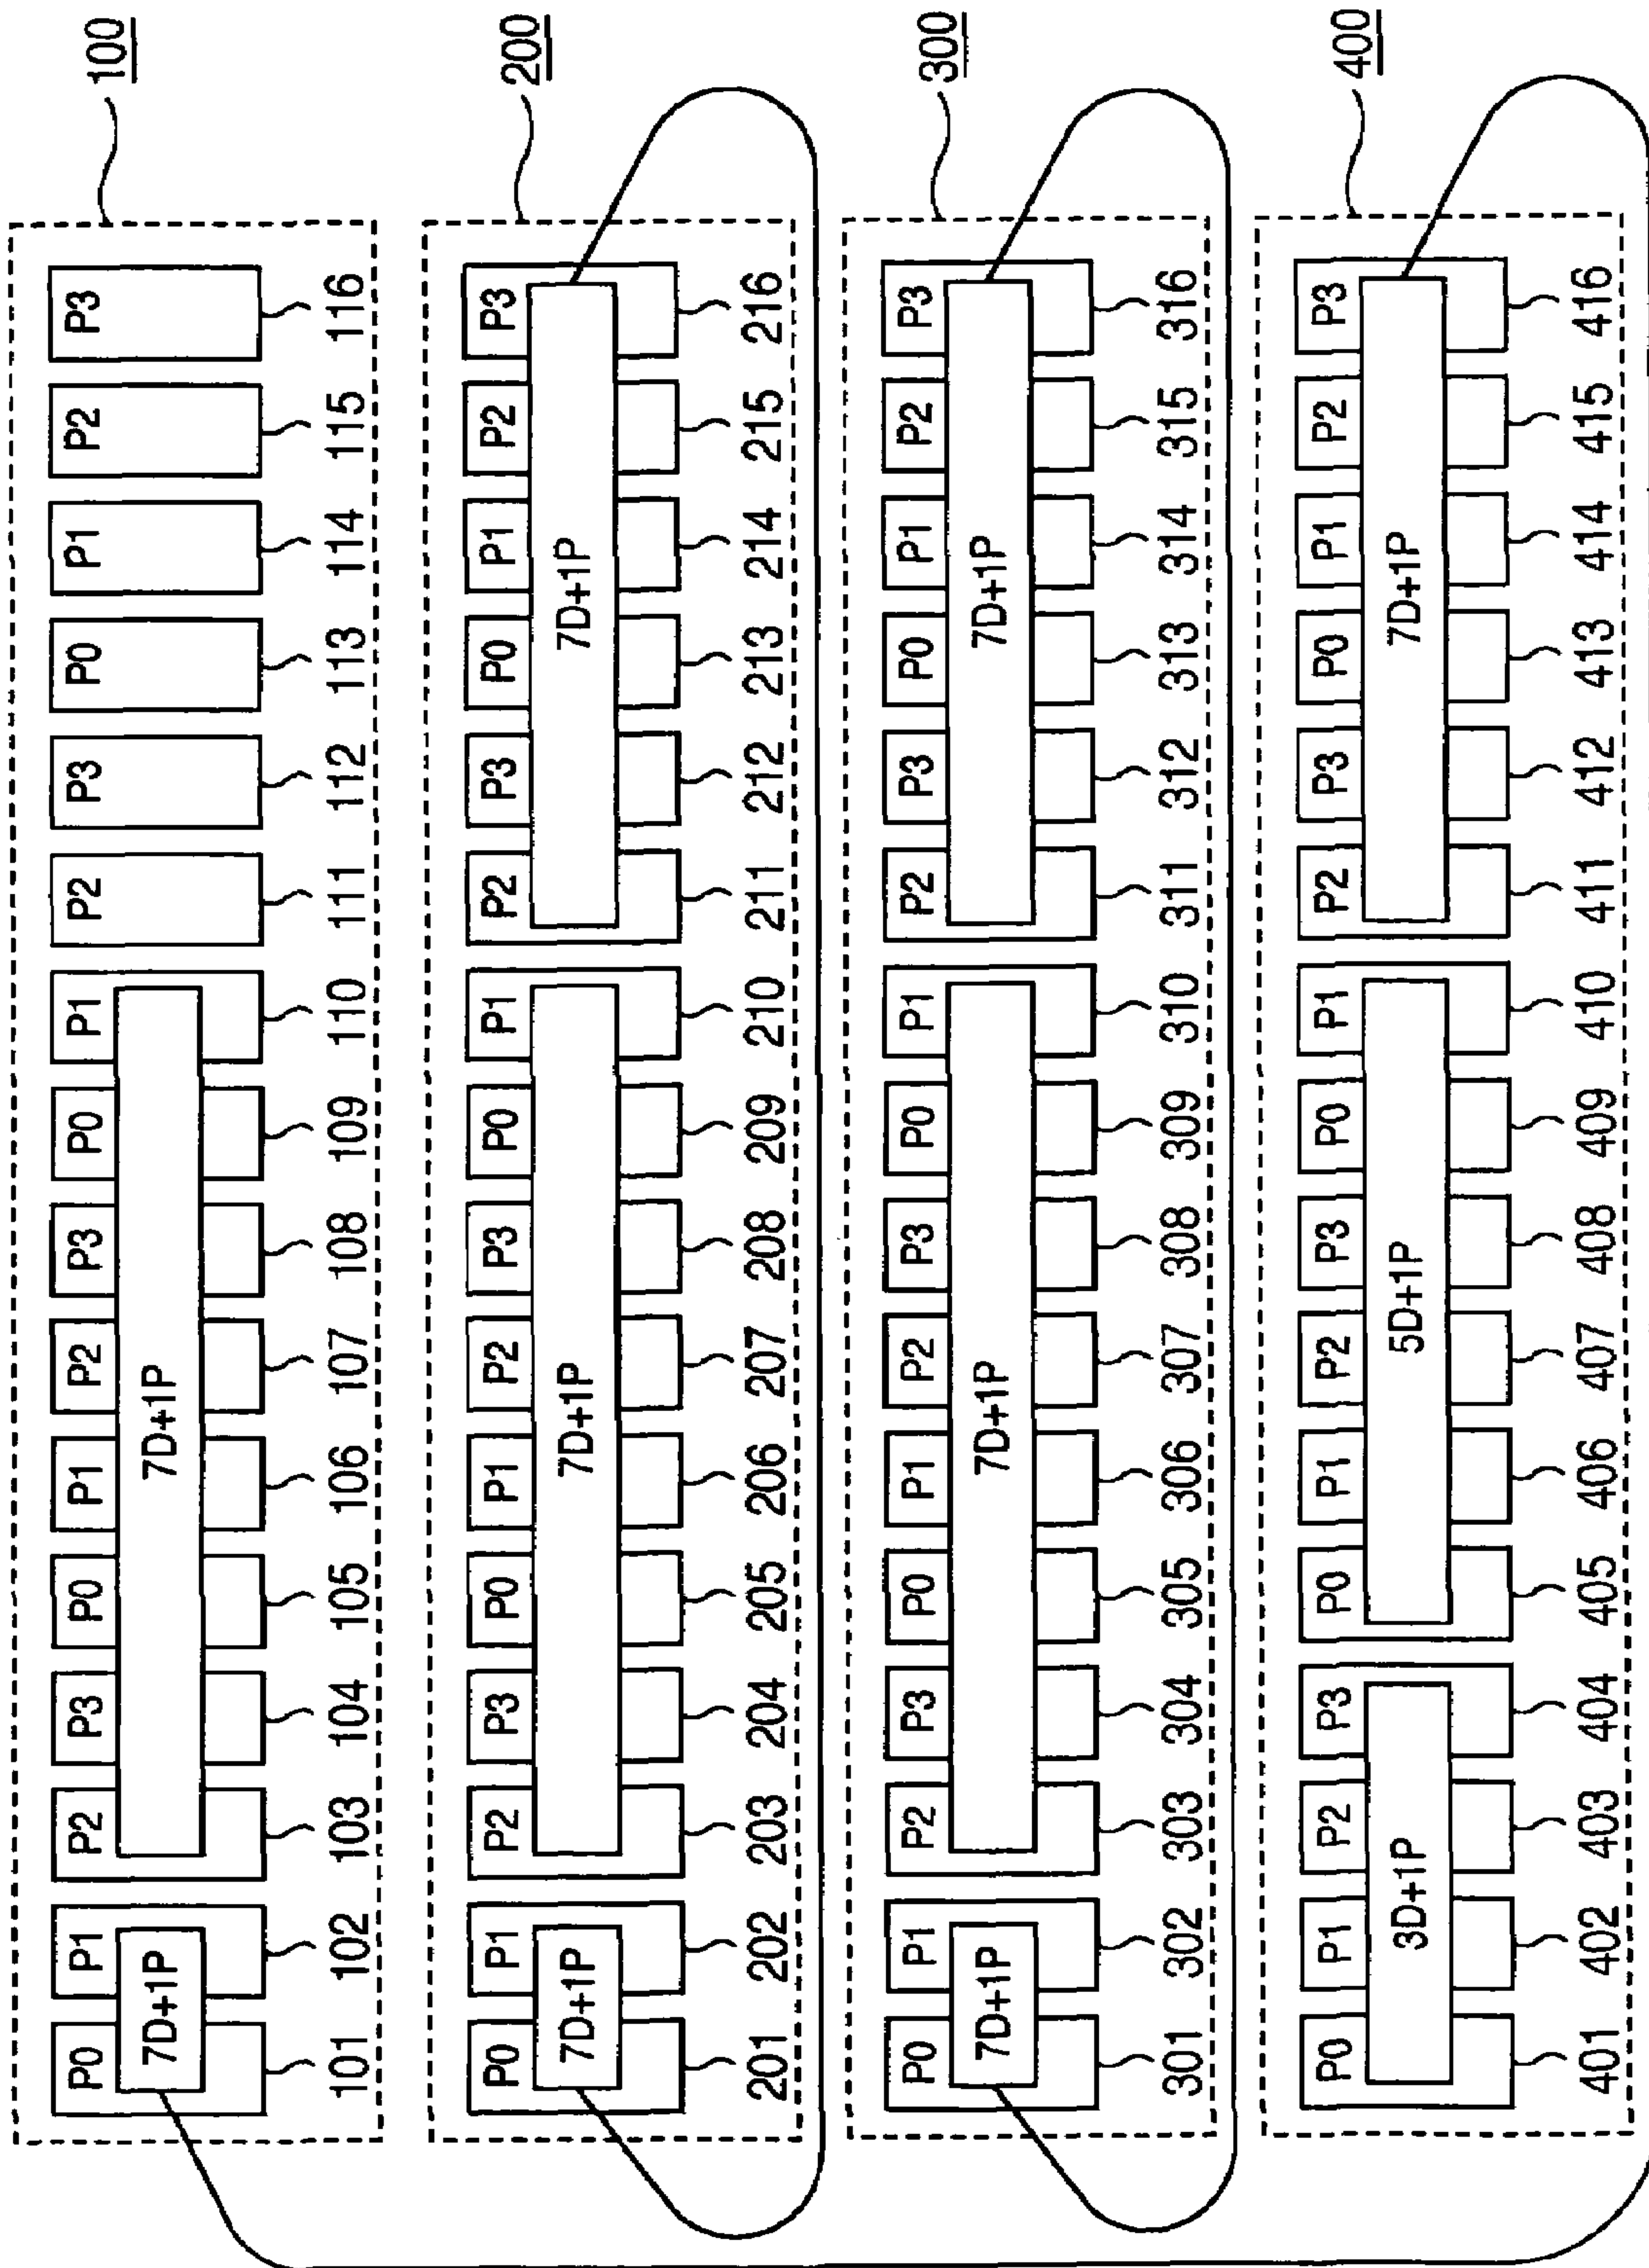 100
P0 P1 P2 P3 P0 P1 P2 P3 P0 P1 P2 P3 P0 P1 P2 P3
7D+1P 7D+1P
101 102 103 104 105 106 107 108 109 110 111 112 113 114 115 116
200
P0 P1 P2 P3 P0 P1 P2 P3 P0 P1 P2 P3 P0 P1 P2 P3
7D+1P 7D+1P 7D+1P
201 202 203 204 205 206 207 208 209 210 211 212 213 214 215 216
300
P0 P1 P2 P3 P0 P1 P2 P3 P0 P1 P2 P3 P0 P1 P2 P3
7D+1P 7D+1P 7D+1P
301 302 303 304 305 306 307 308 309 310 311 312 313 314 315 316
400
P0 P1 P2 P3 P0 P1 P2 P3 P0 P1 P2 P3 P0 P1 P2 P3
3D+1P 5D+1P 7D+1P
401 402 403 404 405 406 407 408 409 410 411 412 413 414 415 416